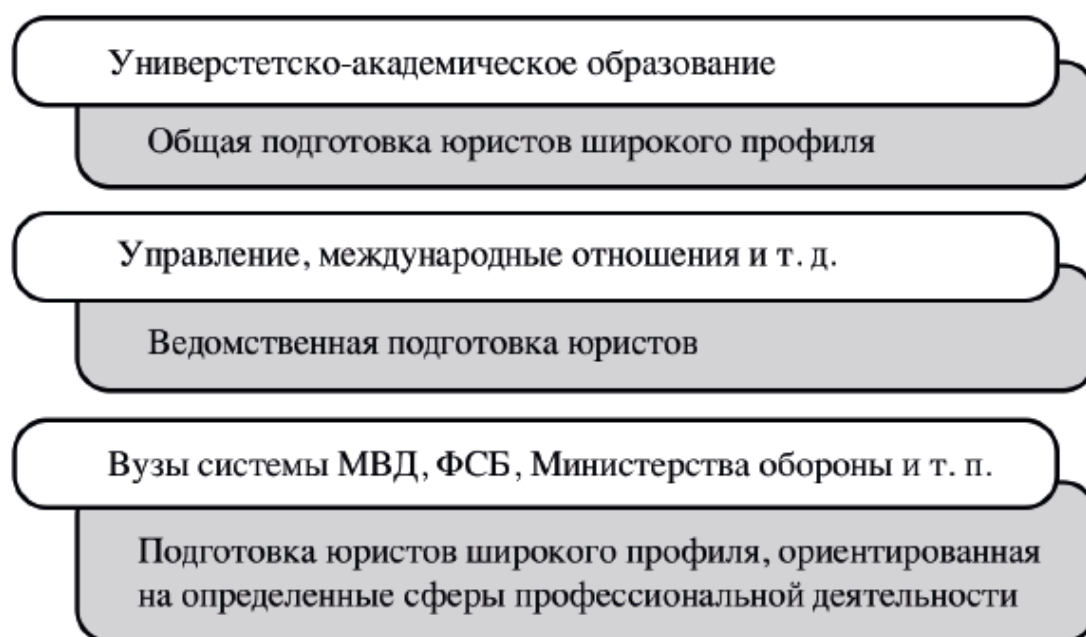 Универстетско-академическое образование
Общая подготовка юристов широкого профиля
Управление, международные отношения и т. д.
Ведомственная подготовка юристов
Вузы системы МВД, ФСБ, Министерства обороны и т. п.
Подготовка юристов широкого профиля, ориентированная
на определенные сферы профессиональной деятельности